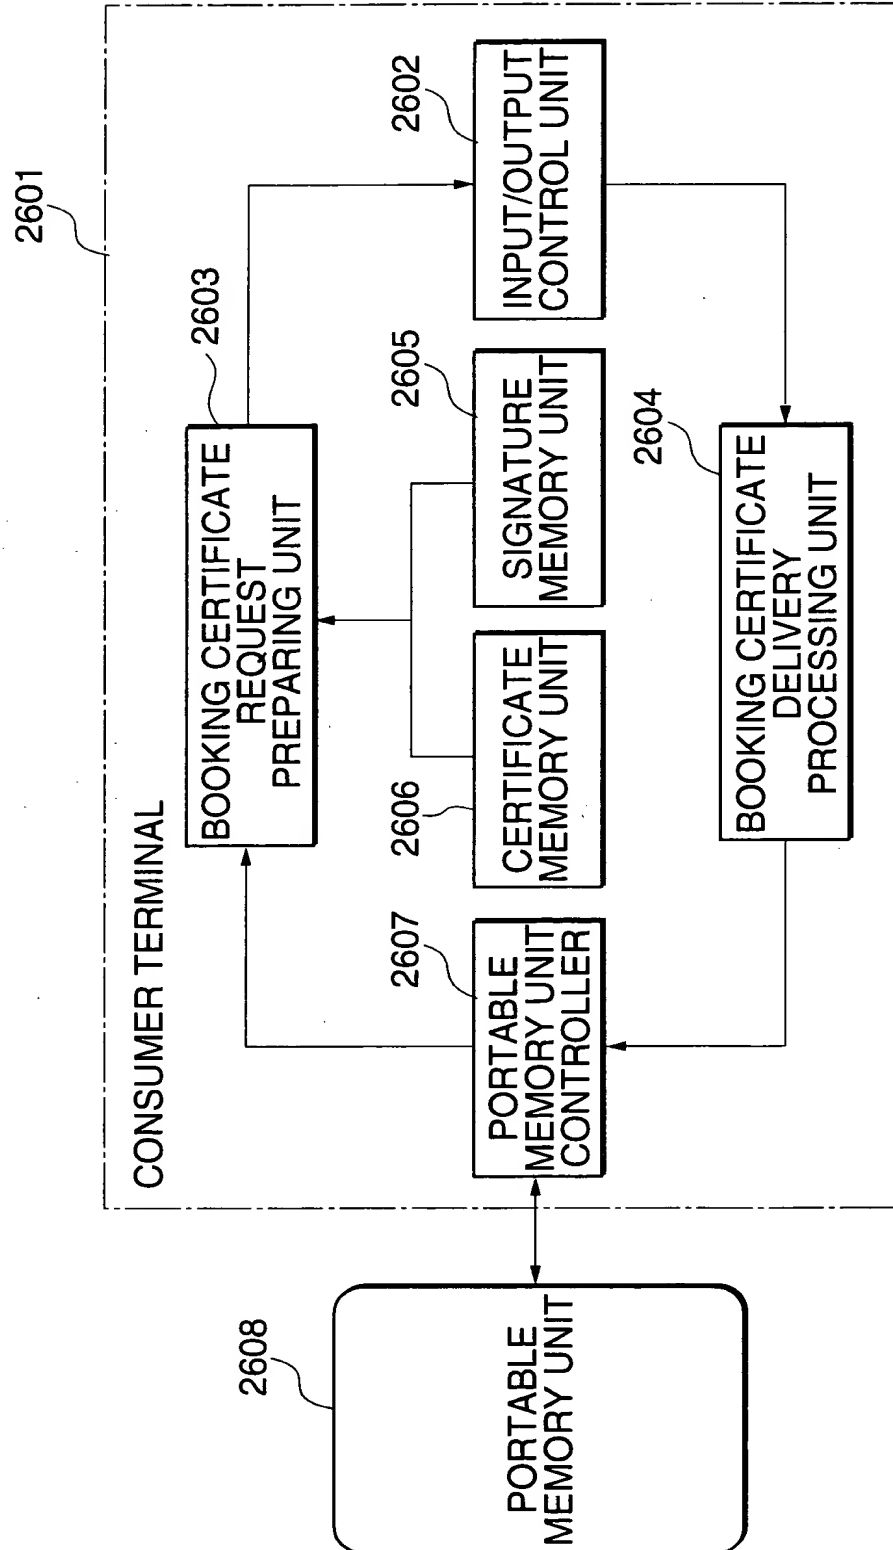 2601
CONSUMER TERMINAL
2603
BOOKING CERTIFICATE
REQUEST
PREPARING UNIT
2608
PORTABLE
MEMORY UNIT
2607
PORTABLE
MEMORY UNIT
CONTROLLER
2606
CERTIFICATE
MEMORY UNIT
2605
SIGNATURE
MEMORY UNIT
2602
INPUT/OUTPUT
CONTROL UNIT
2604
BOOKING CERTIFICATE
DELIVERY
PROCESSING UNIT